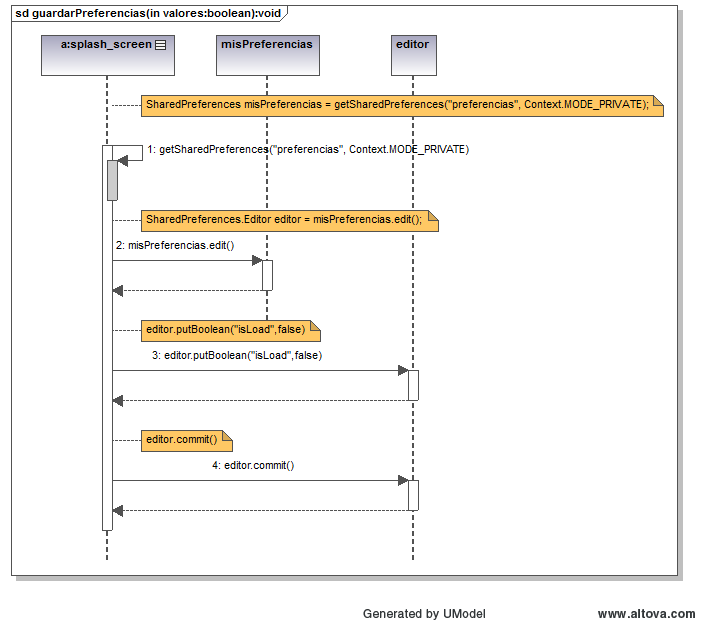 sd guardarPreferencias(in valores:boolean):void
a:splash_screen
misPreferencias
editor
SharedPreferences misPreferencias = getSharedPreferences("preferencias", Context.MODE_PRIVATE);
1: getSharedPreferences("preferencias", Context.MODE_PRIVATE)
SharedPreferences.Editor editor = misPreferencias.edit();
2: misPreferencias.edit()
editor.putBoolean("isLoad",false)
3: editor.putBoolean("isLoad",false)
editor.commit()
4: editor.commit()
Generated by UModel
www.altova.com